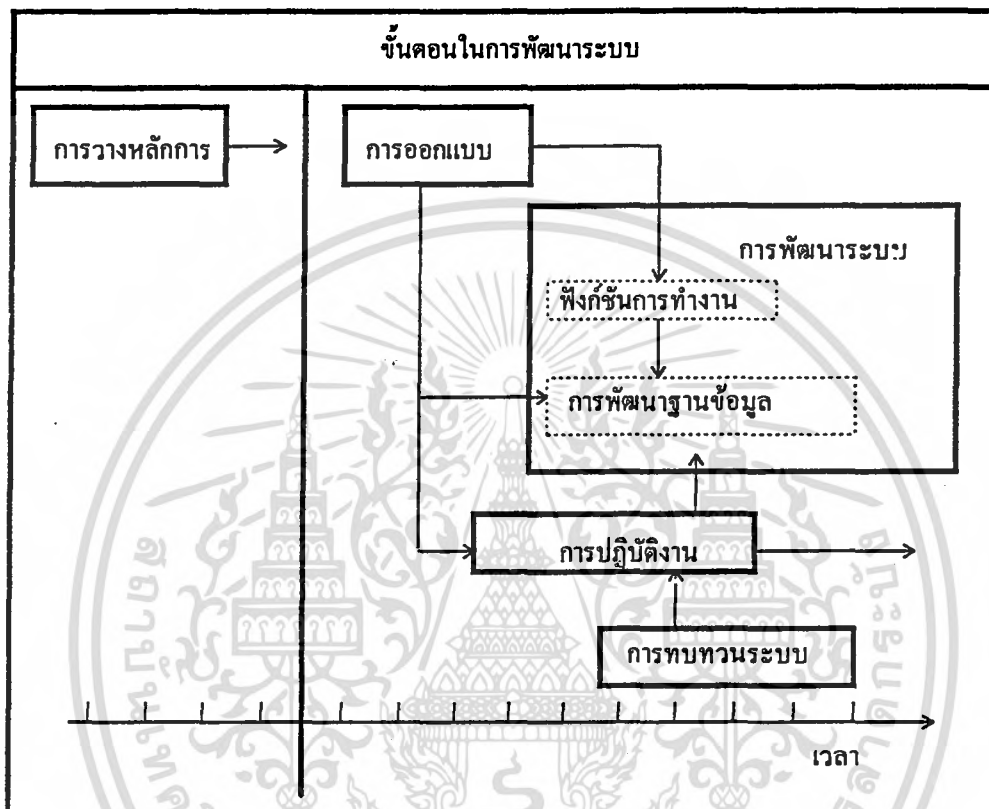 ขั้นตอนในการพัฒนาระบบ
การวางหลักการ
การออกแบบ
การพัฒนาระบบ
ฟังก์ชันการทำงาน
การพัฒนาฐานข้อมูล
การปฏิบัติงาน
การทบทวนระบบ
เวลา